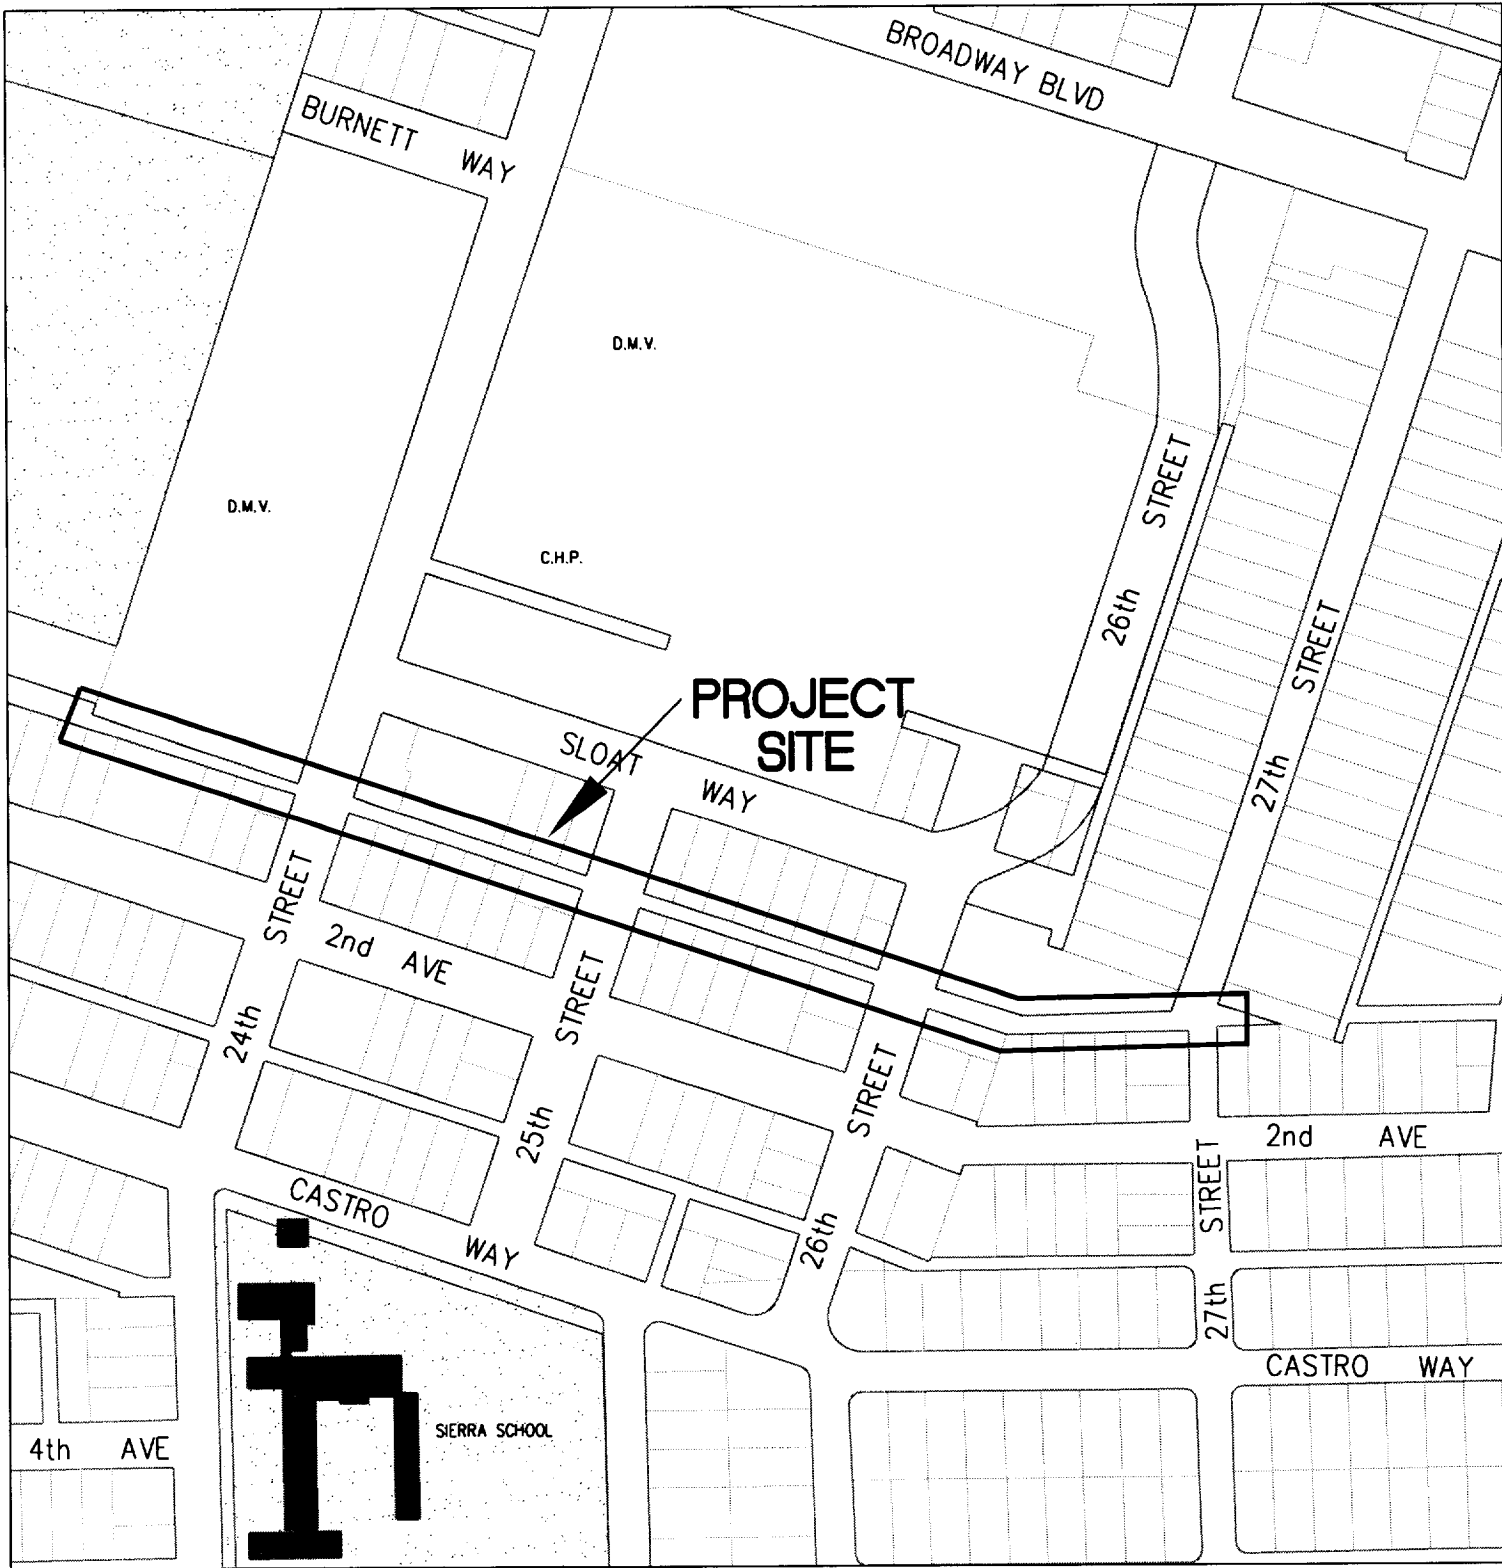 BROADWAY BLVD
BURNETT WAY
D.M.V.
D.M.V.
C.H.P.
26th STREET
27th STREET
PROJECT
SITE
SLOAT WAY
24th STREET
2nd AVE
25th STREET
26th STREET
2nd AVE
27th STREET
CASTRO WAY
CASTRO WAY
SIERRA SCHOOL
4th AVE